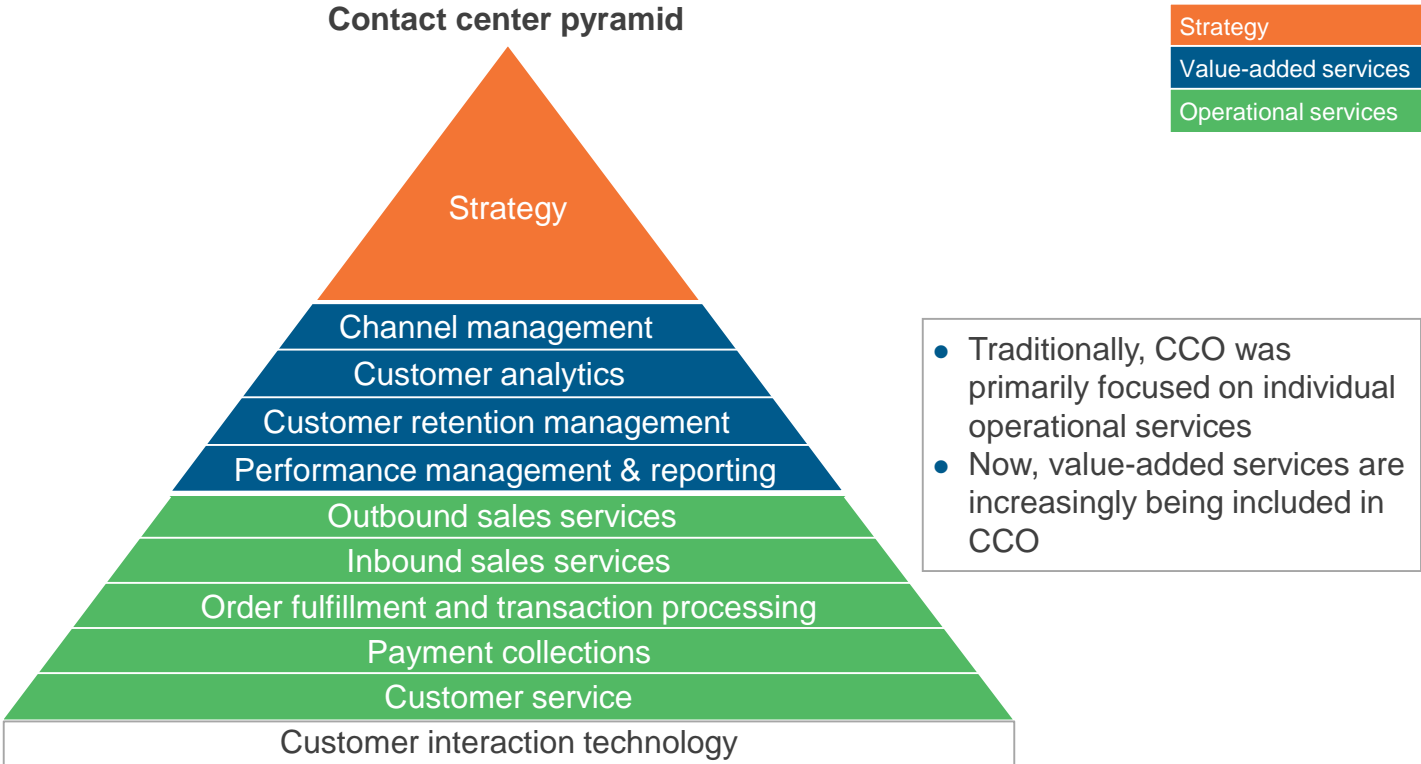 Contact center pyramid
Strategy
Value-added services
Operational services
Strategy
Channel management
Customer analytics
Customer retention management
Performance management & reporting
Outbound sales services
Inbound sales services
Order fulfillment and transaction processing
Payment collections
Customer service
Customer interaction technology
● Traditionally, CCO was
primarily focused on individual
operational services
● Now, value-added services are
increasingly being included in
CCO